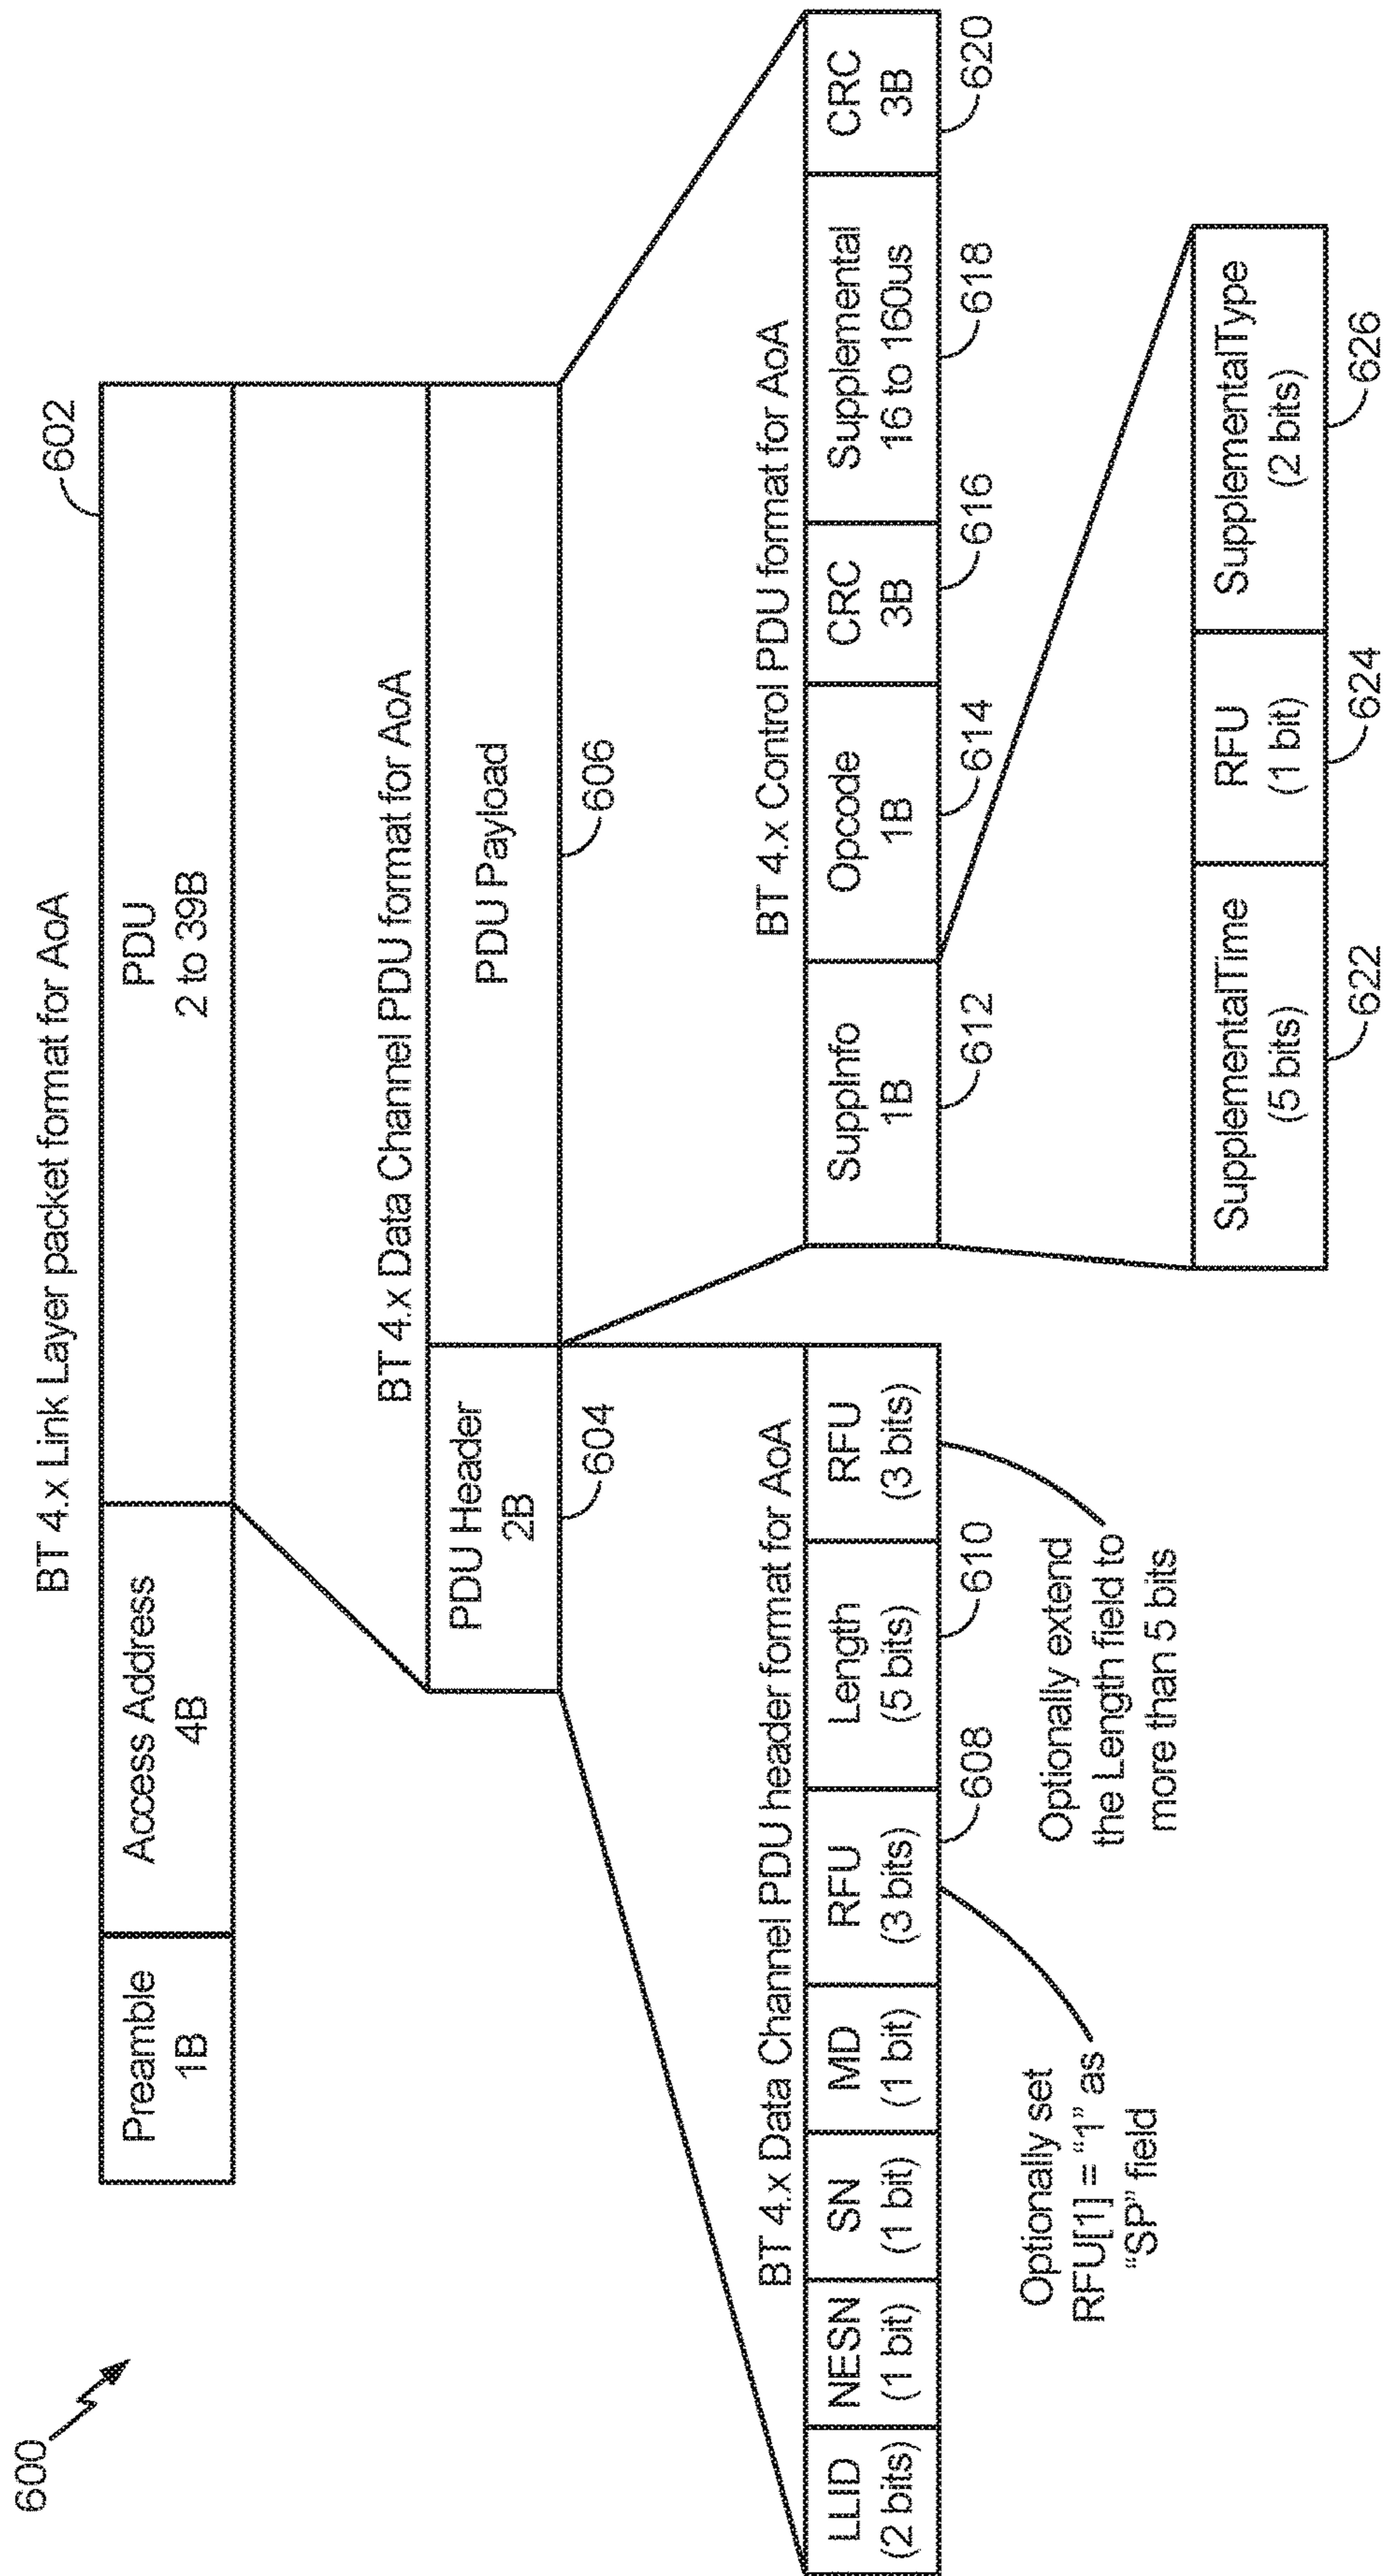 600
BT 4.x Link Layer packet format for AoA
Preamble
1B
Access Address
4B
PDU
2 to 39B
602
BT 4.x Data Channel PDU format for AoA
PDU Header
2B
PDU Payload
604
606
BT 4.x Data Channel PDU header format for AoA
LLID
(2 bits)
NESN
(1 bit)
SN
(1 bit)
MD
(1 bit)
RFU
(3 bits)
Length
(5 bits)
RFU
(3 bits)
608
610
Optionally set
RFU[1] = “1” as
“SP” field
Optionally extend
the Length field to
more than 5 bits
BT 4.x Control PDU format for AoA
SuppInfo
1B
Opcode
1B
CRC
3B
Supplemental
16 to 160us
CRC
3B
612
614
616
618
620
SupplementalTime
(5 bits)
RFU
(1 bit)
SupplementalType
(2 bits)
622
624
626